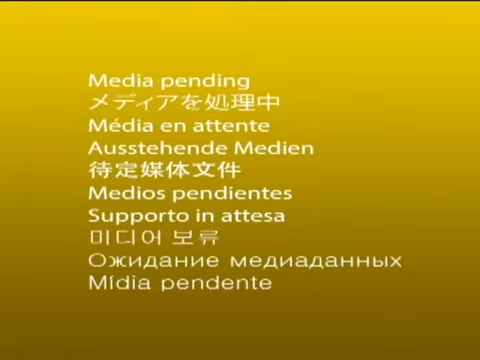 Media pending
メディアを処理中
Média en attente
Ausstehende Medien
待定媒体文件
Medios pendientes
Supporto in attesa
미디어 보류
Ожидание медиаданных
Mídia pendente